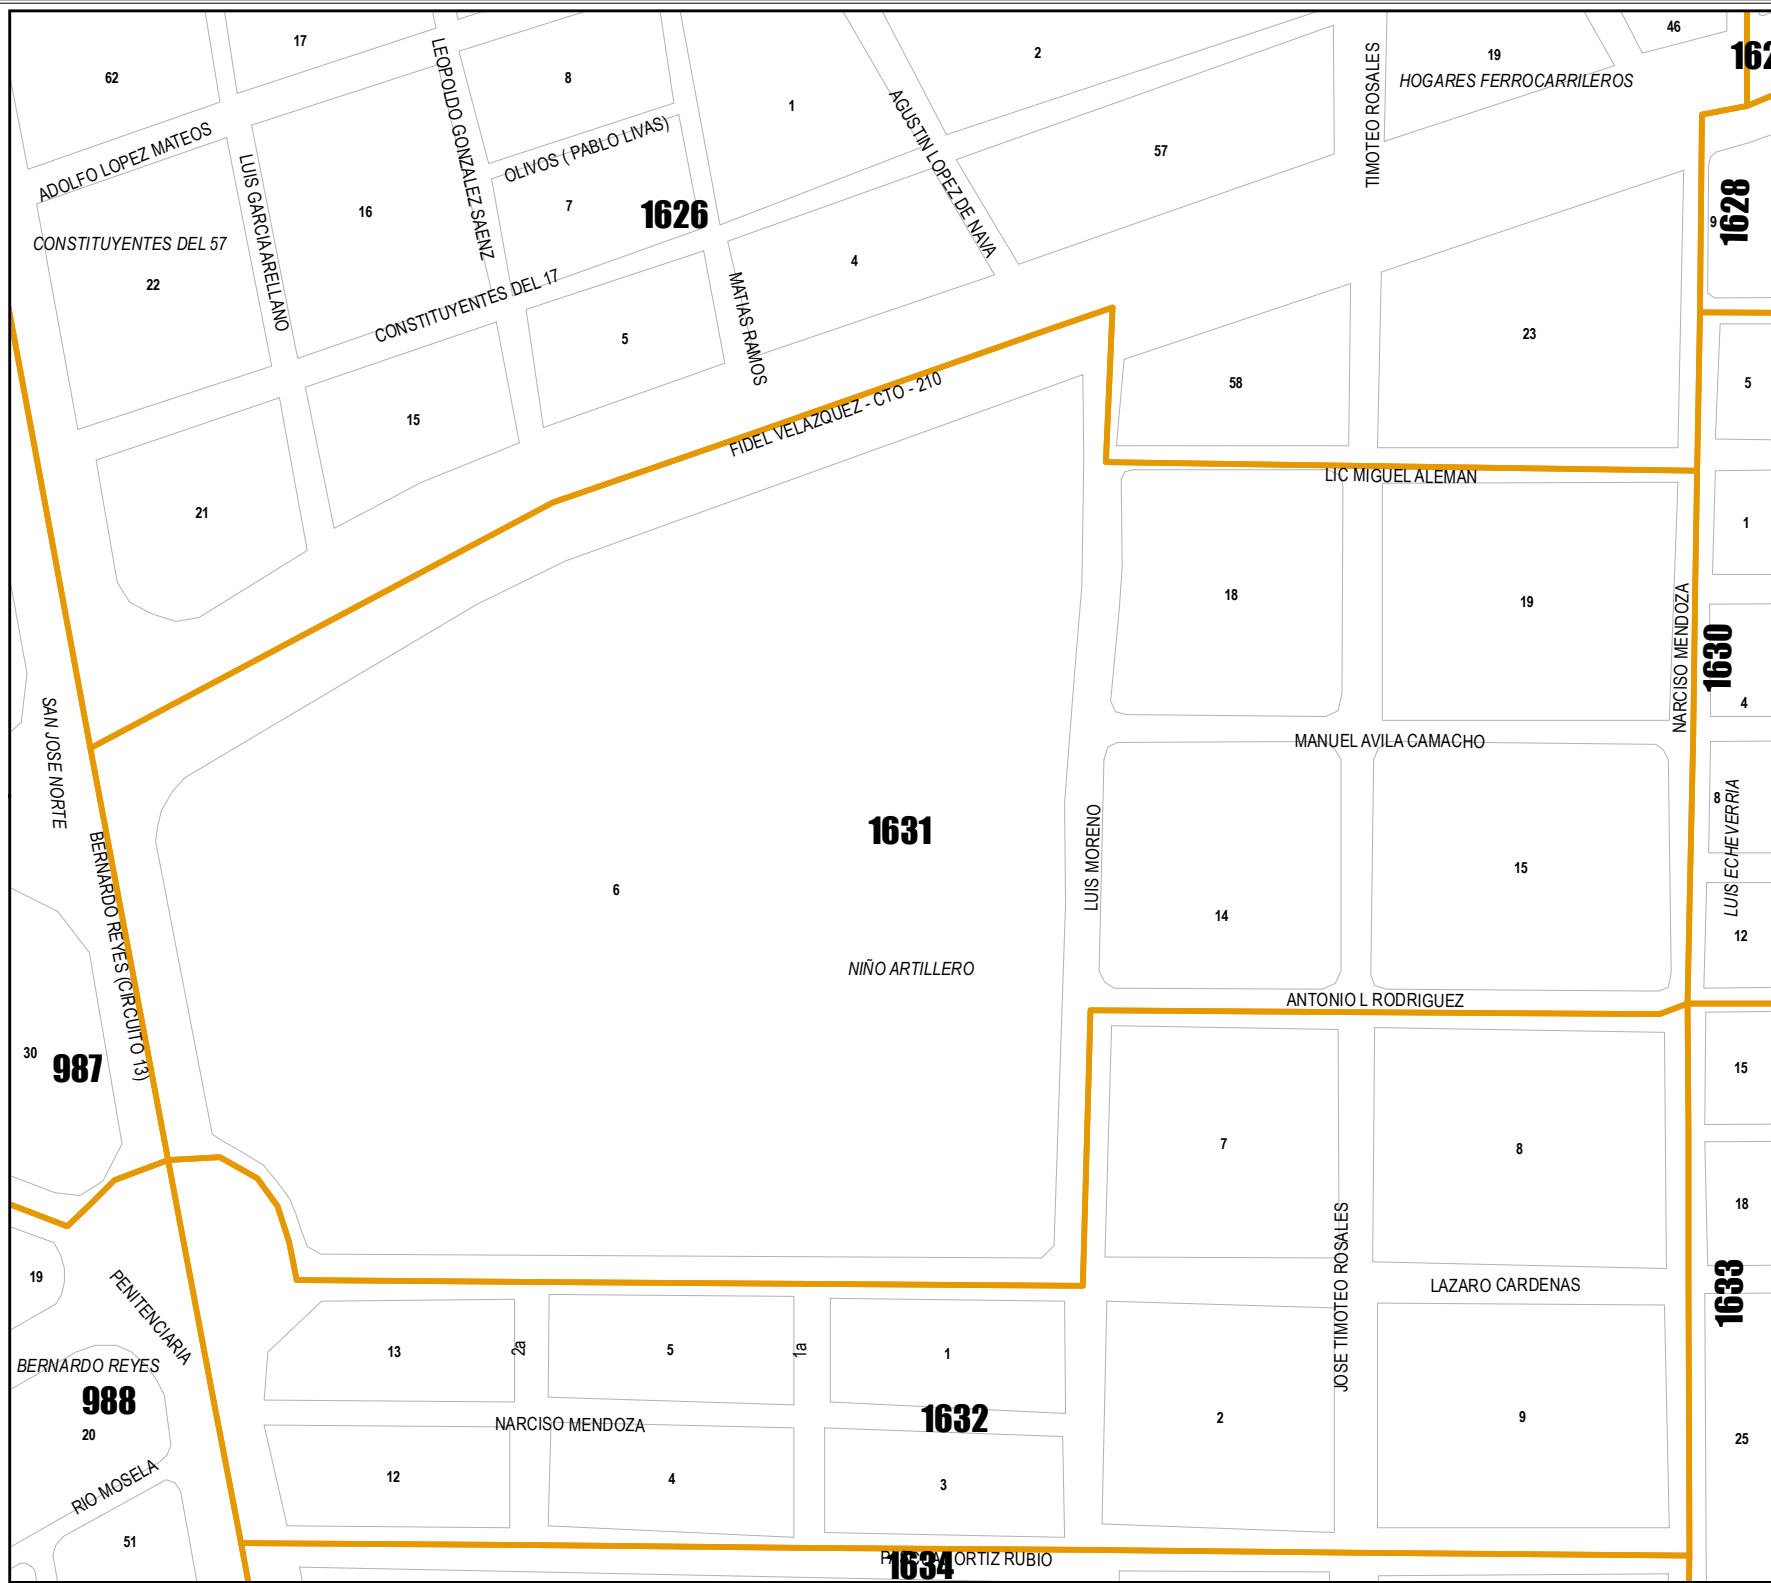 17
46
62
8
2
19
162
HOGARES FERROCARRILEROS
LEOPOLDO GONZALEZ SAENZ
TIMOTEO ROSALES
1
AGUSTIN LOPEZ DE NAVA
57
ADOLFO LOPEZ MATEOS
OLIVOS ( PABLO LIVAS)
LUIS GARCIA ARELLANO
16
7
1626
9
1628
CONSTITUYENTES DEL 57
22
4
CONSTITUYENTES DEL 17
MATIAS RAMOS
5
23
58
5
15
FIDEL VELAZQUEZ - CTO - 210
LIC MIGUEL ALEMAN
21
1
18
19
NARCISO MENDOZA
1630
4
SAN JOSE NORTE
MANUEL AVILA CAMACHO
8
LUIS ECHEVERRIA
1631
BERNARDO REYES (CIRCUITO 13)
LUIS MORENO
6
15
14
12
NIÑO ARTILLERO
ANTONIO L RODRIGUEZ
30
987
15
7
8
18
19
PENITENCIARIA
JOSE TIMOTEO ROSALES
LAZARO CARDENAS
1633
13
2a
5
1a
1
BERNARDO REYES
988
20
NARCISO MENDOZA
1632
2
9
25
RIO MOSELA
12
4
3
51
ORTIZ RUBIO
1634